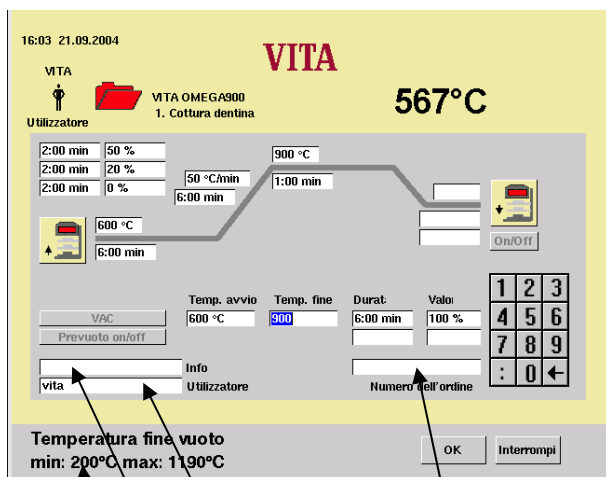 16:03 21.09.2004
VITA
VITA
Utilizzatore
VITA OMEGA900
1. Cottura dentina
567°C
2:00 min 50 %
2:00 min 20 %
2:00 min 0 %
50 °C/min
6:00 min
900 °C
1:00 min
600 °C
6:00 min
On/Off
Temp. avvio Temp. fine Durat: Valo
600 °C 900 6:00 min 100 %
VAC
Prevuoto on/off
Info
vita Utilizzatore Numero dell'ordine
1 2 3
4 5 6
7 8 9
: 0 ←
Temperatura fine vuoto
min: 200°C max: 1190°C
OK Interrompi